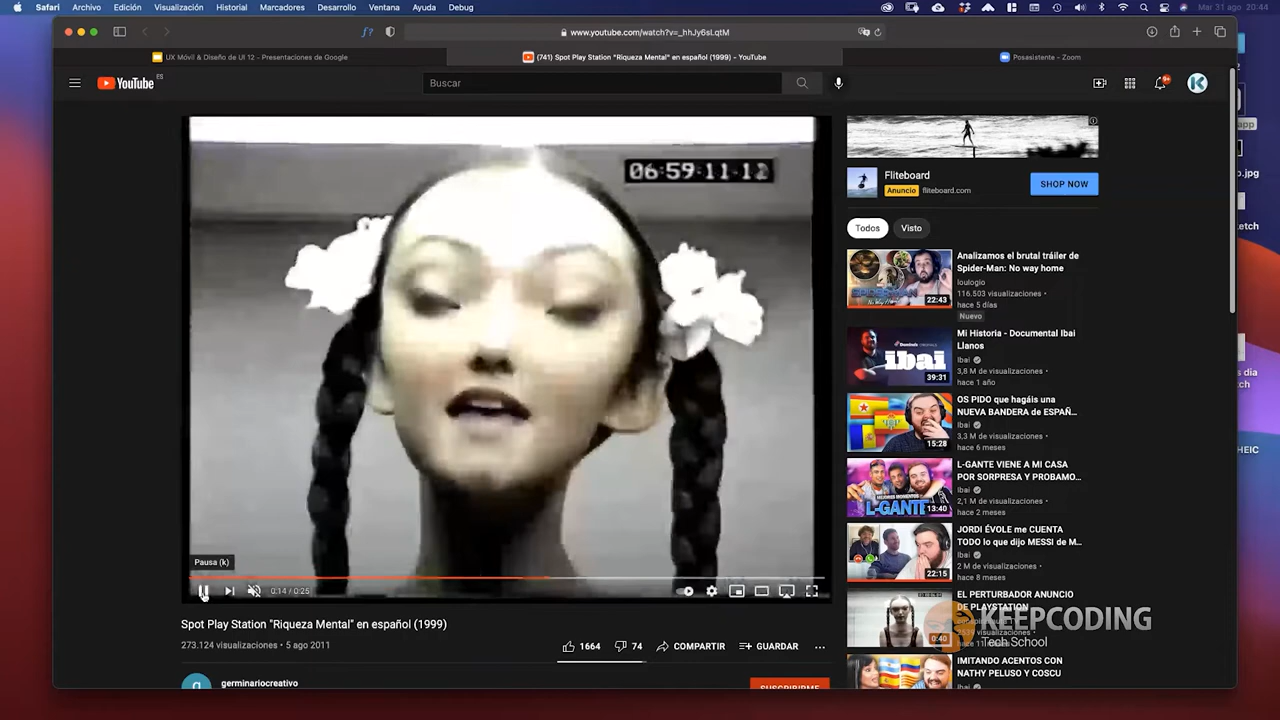 Safari Archivo Edición Visualización Historial Marcadores Desarrollo Ventana Ayuda Debug
Mar 31 ago 20:44
www.youtube.com/watch?v=_hhJy6sLqtM
UX Móvil & Diseño de UI 12 - Presentaciones de Google
(741) Spot Play Station "Riqueza Mental" en español (1999) - YouTube
Posasistente - Zoom
YouTube ES
Buscar
9+
K
06:59-11-12
Fliteboard
Anuncio fliteboard.com
SHOP NOW
Todos Visto
Analizamos el brutal tráiler de
Spider-Man: No way home
loulogio
116.503 visualizaciones •
hace 5 días
Nuevo
22:43
Mi Historia - Documental Ibai
Llanos
Ibai
3,8 M de visualizaciones •
hace 1 año
ibai
39:31
OS PIDO que hagáis una
NUEVA BANDERA de ESPAÑ...
Ibai
3,3 M de visualizaciones •
hace 6 meses
15:28
L-GANTE VIENE A MI CASA
POR SORPRESA Y PROBAMO...
Ibai
2,1 M de visualizaciones •
hace 2 meses
L-GANTE
13:40
JORDI ÉVOLE me CUENTA
TODO lo que dijo MESSI de M...
Ibai
2 M de visualizaciones •
hace 8 meses
22:15
EL PERTURBADOR ANUNCIO
DE PLAYSTATION
0:40
KEEPCODING
Tech School
IMITANDO ACENTOS CON
NATHY PELUSO Y COSCU
Pausa (k)
0:14 / 0:25
Spot Play Station "Riqueza Mental" en español (1999)
273.124 visualizaciones • 5 ago 2011
1664 74 COMPARTIR GUARDAR
g
germinariocreativo
SUSCRIBIRME
app
o.jpg
etch
s dia
tch
HEIC